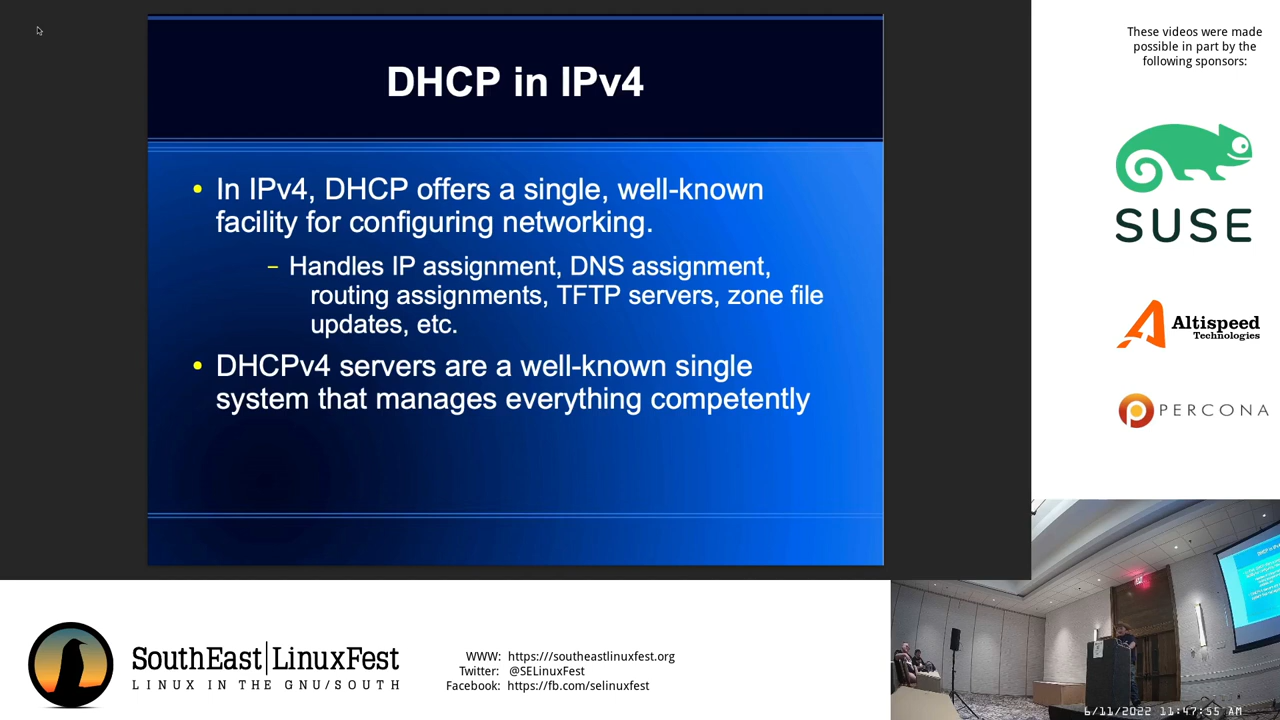 DHCP in IPv4
• In IPv4, DHCP offers a single, well-known
facility for configuring networking.
– Handles IP assignment, DNS assignment,
routing assignments, TFTP servers, zone file
updates, etc.
• DHCPv4 servers are a well-known single
system that manages everything competently
These videos were made
possible in part by the
following sponsors:
SUSE
Altispeed
Technologies
PERCONA
SouthEast|LinuxFest
LINUX IN THE GNU/SOUTH
WWW: https:///southeastlinuxfest.org
Twitter: @SELinuxFest
Facebook: https://fb.com/selinuxfest
6/11/2022 11:47:55 AM